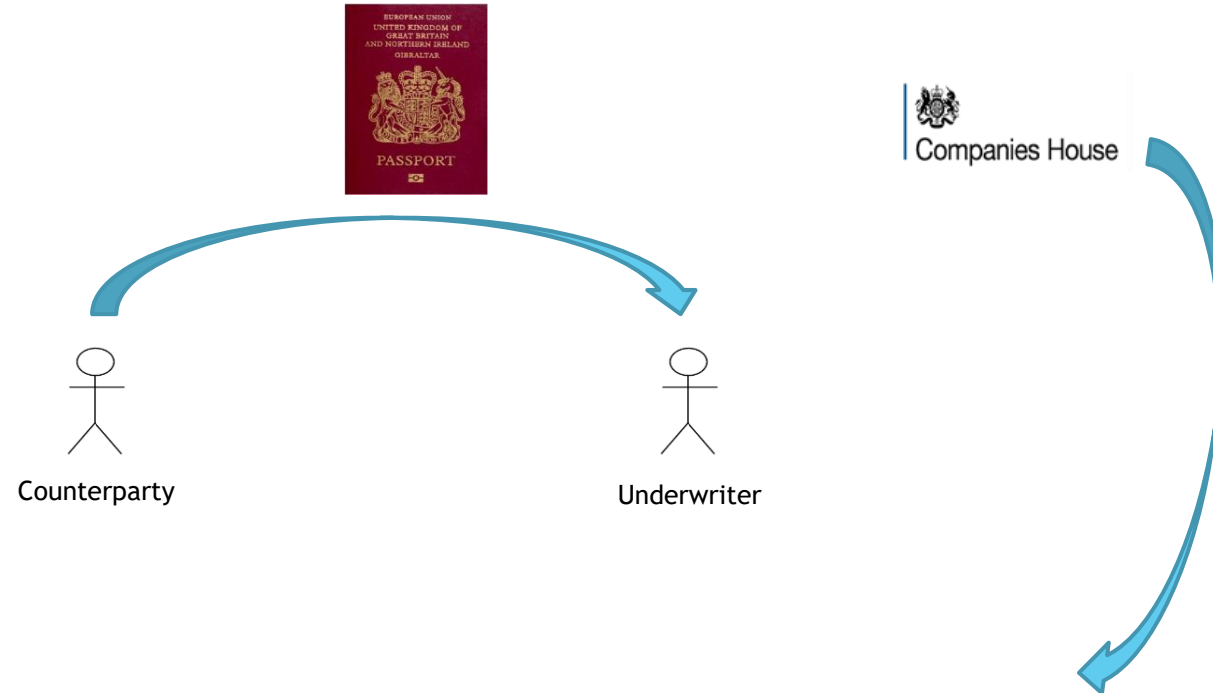 EUROPEAN UNION
UNITED KINGDOM OF
GREAT BRITAIN
AND NORTHERN IRELAND
GIBRALTAR
PASSPORT
Companies House
Counterparty
Underwriter